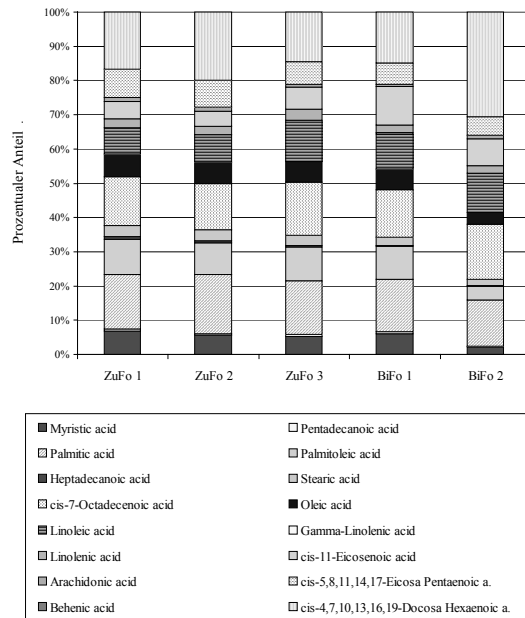 100%
90%
80%
70%
60%
50%
40%
30%
20%
10%
0%
Prozentualer Anteil .
ZuFo 1 ZuFo 2 ZuFo 3 BiFo 1 BiFo 2
Myristic acid Pentadecanoic acid
Palmitic acid Palmitoleic acid
Heptadecanoic acid Stearic acid
cis-7-Octadecenoic acid Oleic acid
Linoleic acid Gamma-Linolenic acid
Linolenic acid cis-11-Eicosenoic acid
Arachidonic acid cis-5,8,11,14,17-Eicosa Pentaenoic a.
Behenic acid cis-4,7,10,13,16,19-Docosa Hexaenoic a.